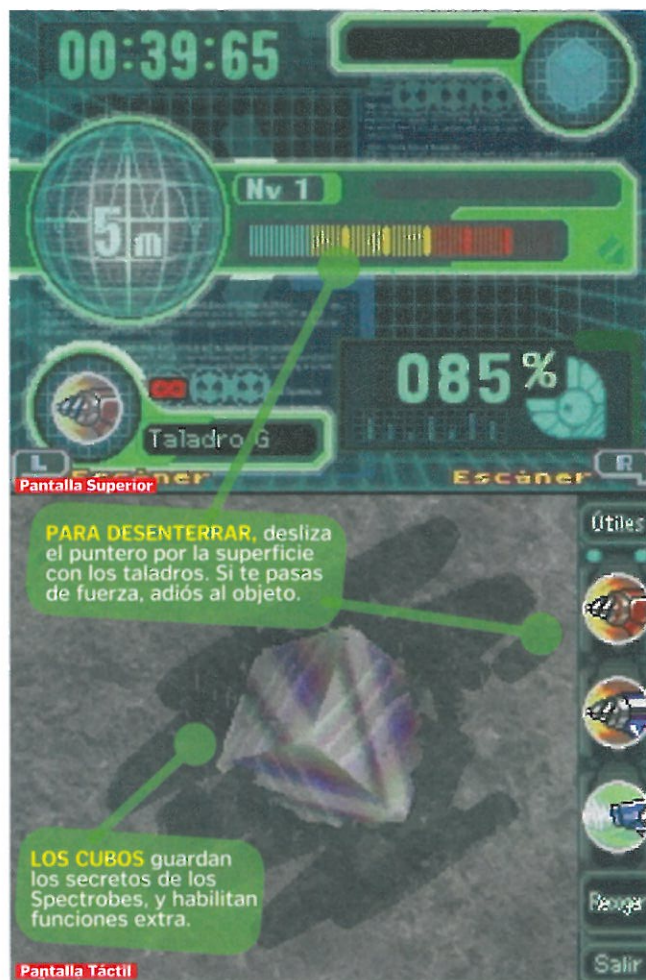 00:39:65
Nv 1
5 m
085%
Taladro G
L
R
Escáner
Escáner
Pantalla Superior
PARA DESENTERRAR, desliza
el puntero por la superficie
con los taladros. Si te pasas
de fuerza, adiós al objeto.
Útiles
LOS CUBOS guardan
los secretos de los
Spectrobes, y habilitan
funciones extra.
Recoger
Salir
Pantalla Táctil